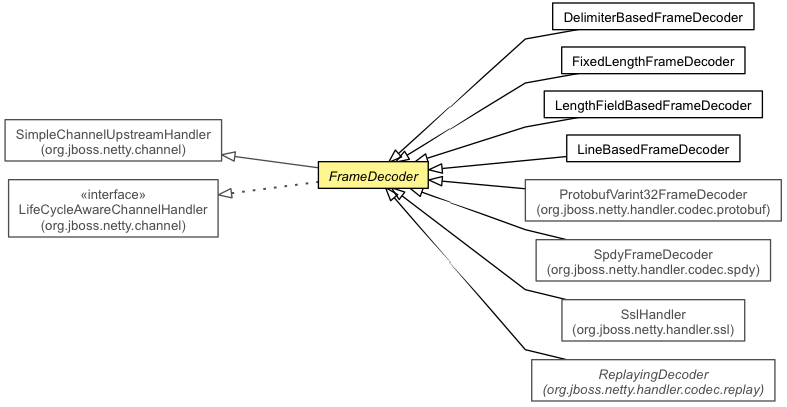 SimpleChannelUpstreamHandler
(org.jboss.netty.channel)
«interface»
LifeCycleAwareChannelHandler
(org.jboss.netty.channel)
FrameDecoder
DelimiterBasedFrameDecoder
FixedLengthFrameDecoder
LengthFieldBasedFrameDecoder
LineBasedFrameDecoder
ProtobufVarint32FrameDecoder
(org.jboss.netty.handler.codec.protobuf)
SpdyFrameDecoder
(org.jboss.netty.handler.codec.spdy)
SslHandler
(org.jboss.netty.handler.ssl)
ReplayingDecoder
(org.jboss.netty.handler.codec.replay)